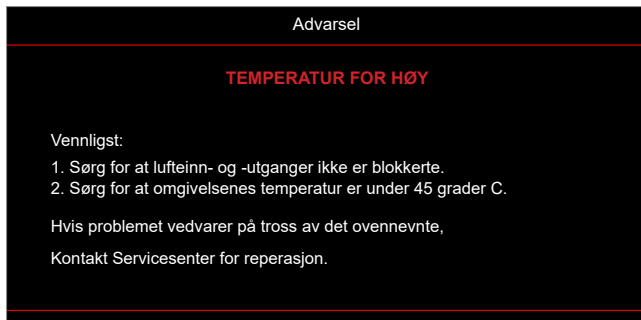 Advarsel
TEMPERATUR FOR HØY
Vennligst:
1. Sørg for at lufteinn- og -utganger ikke er blokkerte.
2. Sørg for at omgivelsenes temperatur er under 45 grader C.
Hvis problemet vedvarer på tross av det ovennevnte,
Kontakt Servicesenter for reperasjon.